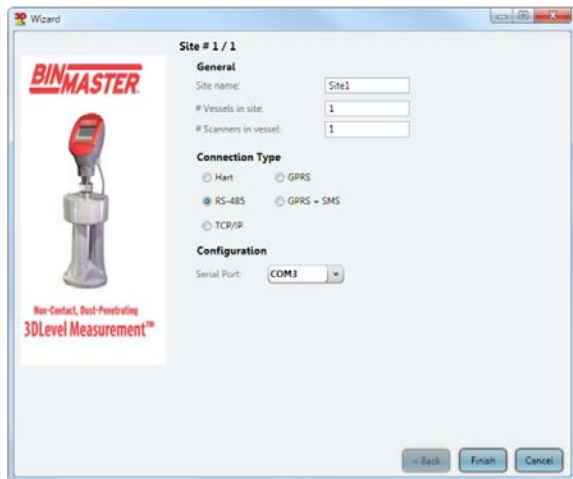 Wizard
Site # 1 / 1
BINMASTER
General
Site name: Site1
# Vessels in site: 1
# Scanners in vessel: 1
Connection Type
Hart GPRS
RS-485 GPRS + SMS
TCP/IP
Configuration
Serial Port: COM3
Non-Contact, Dust-Penetrating
3DLevel Measurement™
< Back Finish Cancel